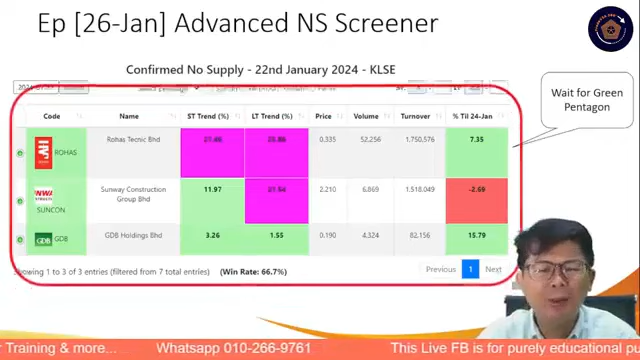 Ep [26-Jan] Advanced NS Screener
Confirmed No Supply - 22nd January 2024 - KLSE
Wait for Green
Pentagon
Code Name ST Trend (%) LT Trend (%) Price Volume Turnover % Til 24-Jan
ROHAS Rohas Tecnic Bhd 0.335 52,256 1,750,576 7.35
SUNCON Sunway Construction Group Bhd 11.97 2.210 6,869 1,518,049 -2.69
GDB GDB GDB Holdings Bhd 3.26 1.55 0.190 4,324 82,156 15.79
Showing 1 to 3 of 3 entries (filtered from 7 total entries) (Win Rate: 66.7%) Previous 1 Next
r Training & more... Whatsapp 010-266-9761 This Live FB is for purely educational pu